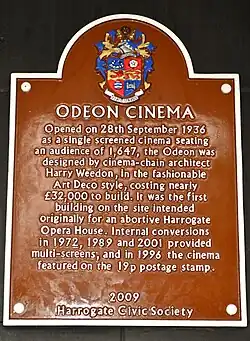 ODEON CINEMA
Opened on 28th September 1936
as a single screened cinema seating
an audience of 1,647, the Odeon was
designed by cinema-chain architect
Harry Weedon, in the fashionable
Art Deco style, costing nearly
£32,000 to build. It was the first
building on the site intended
originally for an abortive Harrogate
Opera House. Internal conversions
in 1972, 1989 and 2001 provided
multi-screens, and in 1996 the cinema
featured on the 19p postage stamp.
2009
Harrogate Civic Society